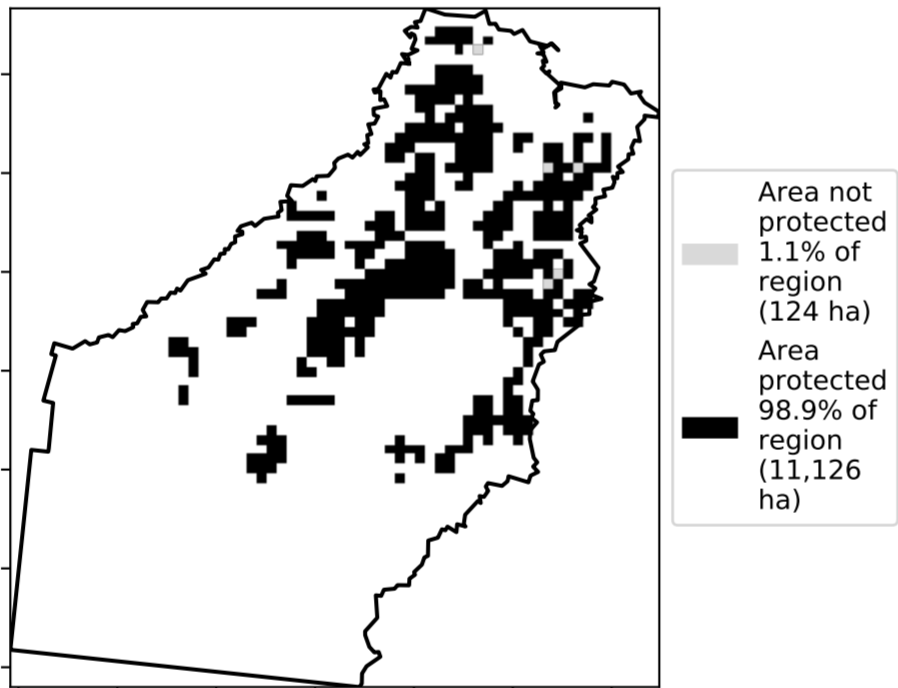 Area not
protected
1.1% of
region
(124 ha)
Area
protected
98.9% of
region
(11,126
ha)